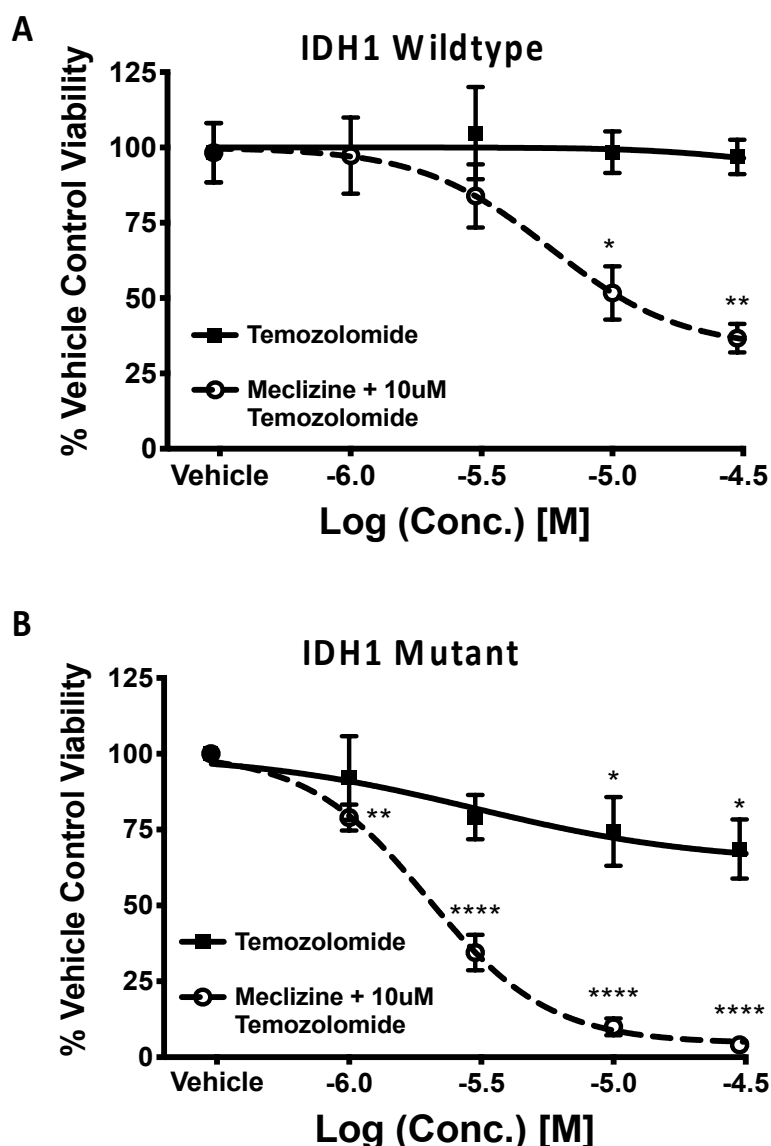 A
IDH1 Wildtype
% Vehicle Control Viability
125
100
75
50
25
0
*
**
Temozolomide
Meclizine + 10uM
Temozolomide
Vehicle -6.0 -5.5 -5.0 -4.5
Log (Conc.) [M]
B
IDH1 Mutant
% Vehicle Control Viability
125
100
75
50
25
0
* *
**
****
**** ****
Temozolomide
Meclizine + 10uM
Temozolomide
Vehicle -6.0 -5.5 -5.0 -4.5
Log (Conc.) [M]